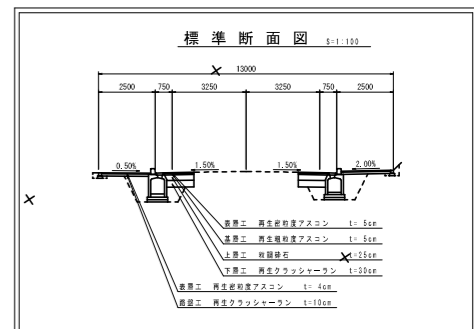 標準断面図 S=1:100
13000
2500 750 3250 3250 750 2500
0.50% 1.50% 1.50% 2.00%
表層工 再生密粒度アスコン t= 5cm
基層工 再生粗粒度アスコン t= 5cm
上層工 粒調砕石 t=25cm
下層工 再生クラッシャーラン t=30cm
表層工 再生密粒度アスコン t= 4cm
路盤工 再生クラッシャーラン t=10cm